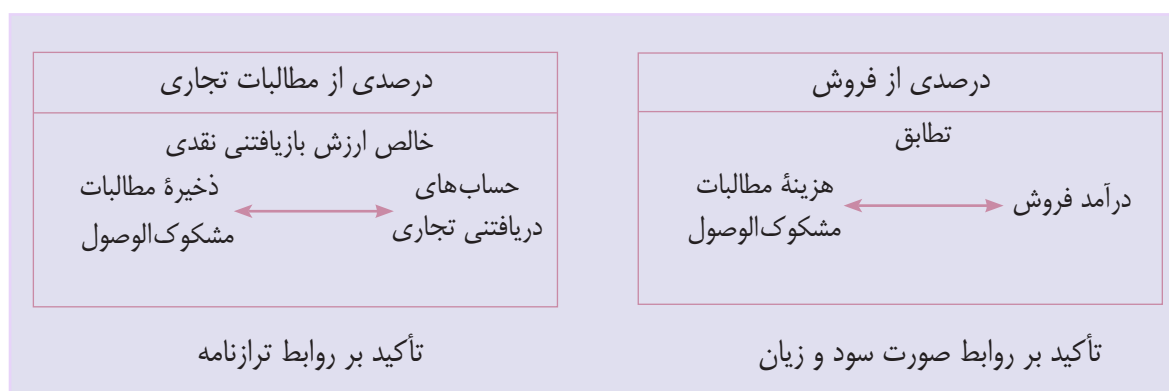 درصدی از فروش
تطابق
درآمد فروش
هزینهٔ مطالبات
مشکوک‌الوصول
تأکید بر روابط صورت سود و زیان
درصدی از مطالبات تجاری
خالص ارزش بازیافتنی نقدی
حساب‌های
دریافتنی تجاری
ذخیرهٔ مطالبات
مشکوک‌الوصول
تأکید بر روابط ترازنامه